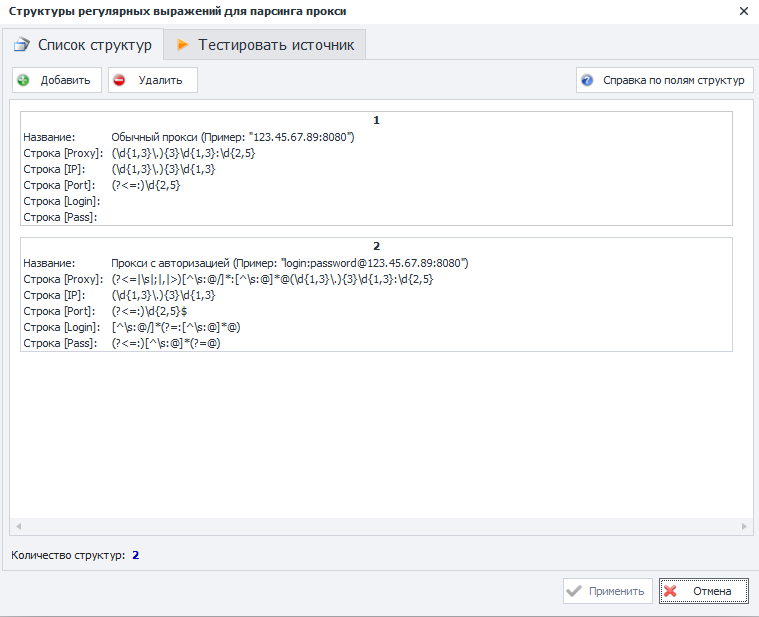 Структуры регулярных выражений для парсинга прокси
Список структур
Тестировать источник
Добавить
Удалить
Справка по полям структур
1
Название: Обычный прокси (Пример: "123.45.67.89:8080")
Строка [Proxy]: (\d{1,3}\.){3}\d{1,3}:\d{2,5}
Строка [IP]: (\d{1,3}\.){3}\d{1,3}
Строка [Port]: (?<=:)\d{2,5}
Строка [Login]:
Строка [Pass]:
2
Название: Прокси с авторизацией (Пример: "login:password@123.45.67.89:8080")
Строка [Proxy]: (?<=|\s|;|,|>)[^\s:@/]*:[^\s:@]*@(\d{1,3}\.){3}\d{1,3}:\d{2,5}
Строка [IP]: (\d{1,3}\.){3}\d{1,3}
Строка [Port]: (?<=:)\d{2,5}$
Строка [Login]: [^\s:@/]*(?=:[^\s:@]*@)
Строка [Pass]: (?<=:)[^\s:@]*(?=@)
Количество структур: 2
Применить
Отмена